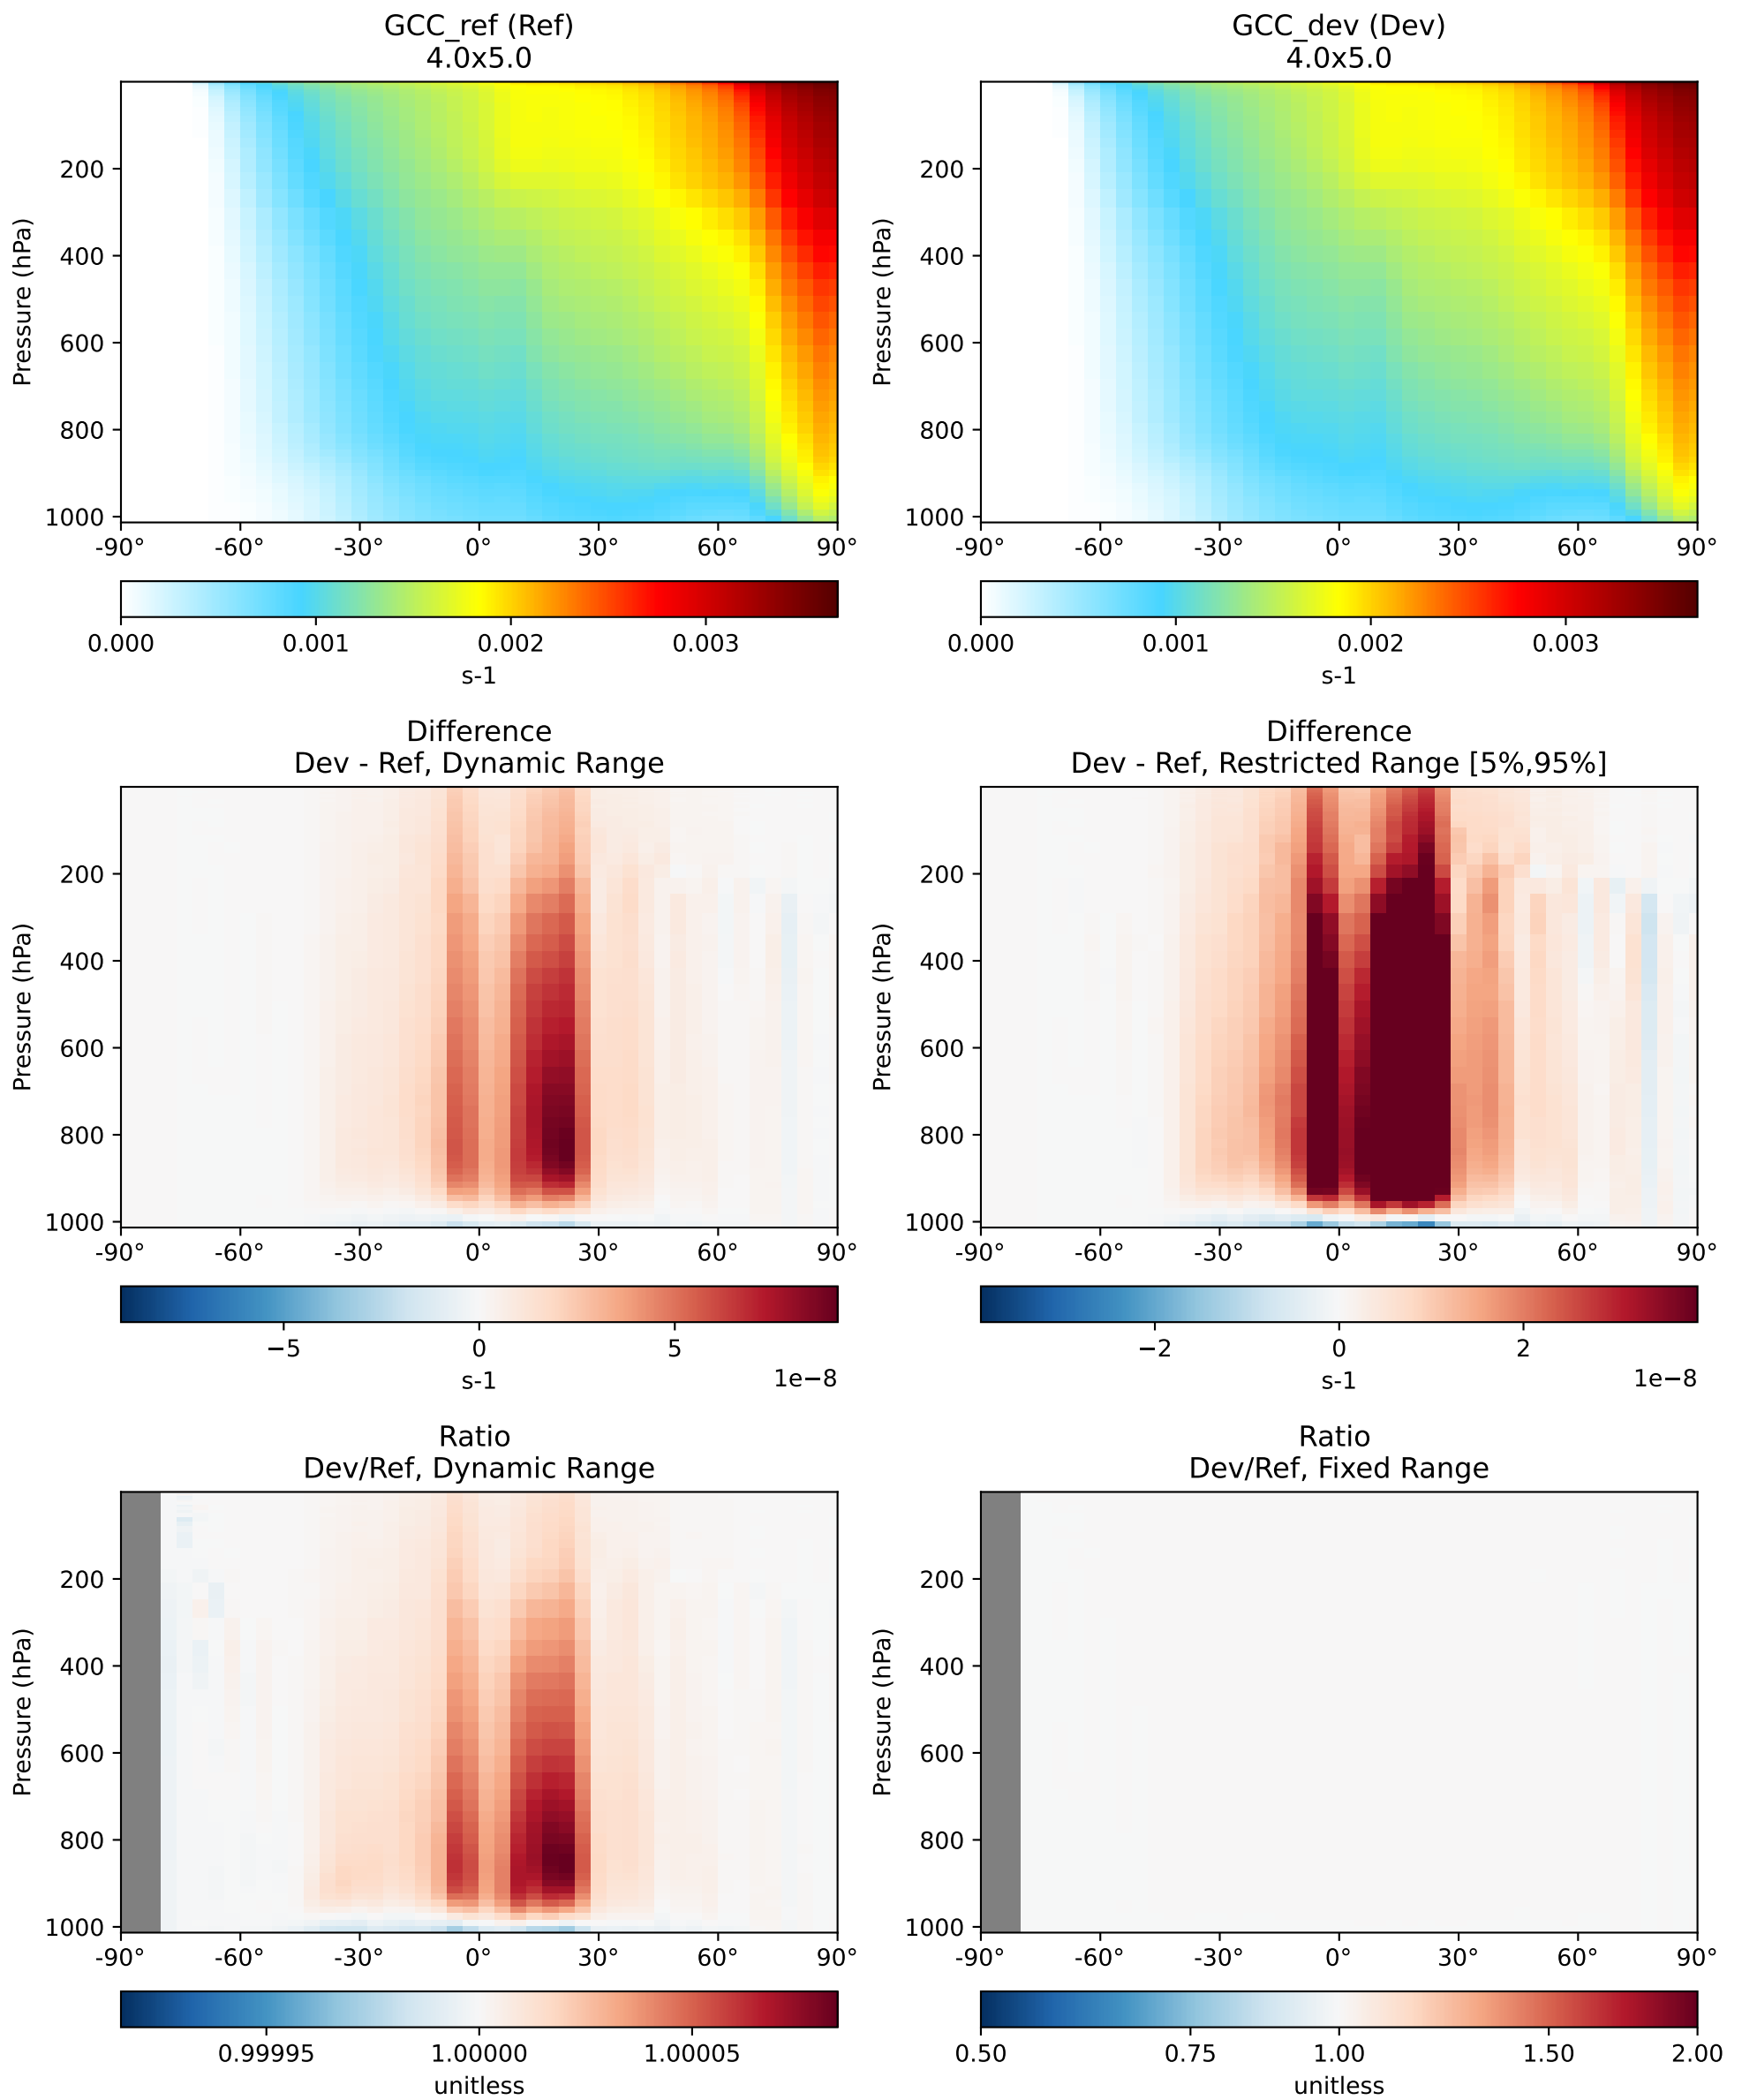 GCC_ref (Ref)
4.0x5.0
Pressure (hPa)
200
400
600
800
1000
-90° -60° -30° 0° 30° 60° 90°
0.000 0.001 0.002 0.003
s-1
GCC_dev (Dev)
4.0x5.0
Pressure (hPa)
200
400
600
800
1000
-90° -60° -30° 0° 30° 60° 90°
0.000 0.001 0.002 0.003
s-1
Difference
Dev - Ref, Dynamic Range
Pressure (hPa)
200
400
600
800
1000
-90° -60° -30° 0° 30° 60° 90°
−5 0 5
s-1
1e−8
Difference
Dev - Ref, Restricted Range [5%,95%]
Pressure (hPa)
200
400
600
800
1000
-90° -60° -30° 0° 30° 60° 90°
−2 0 2
s-1
1e−8
Ratio
Dev/Ref, Dynamic Range
Pressure (hPa)
200
400
600
800
1000
-90° -60° -30° 0° 30° 60° 90°
0.99995 1.00000 1.00005
unitless
Ratio
Dev/Ref, Fixed Range
Pressure (hPa)
200
400
600
800
1000
-90° -60° -30° 0° 30° 60° 90°
0.50 0.75 1.00 1.50 2.00
unitless